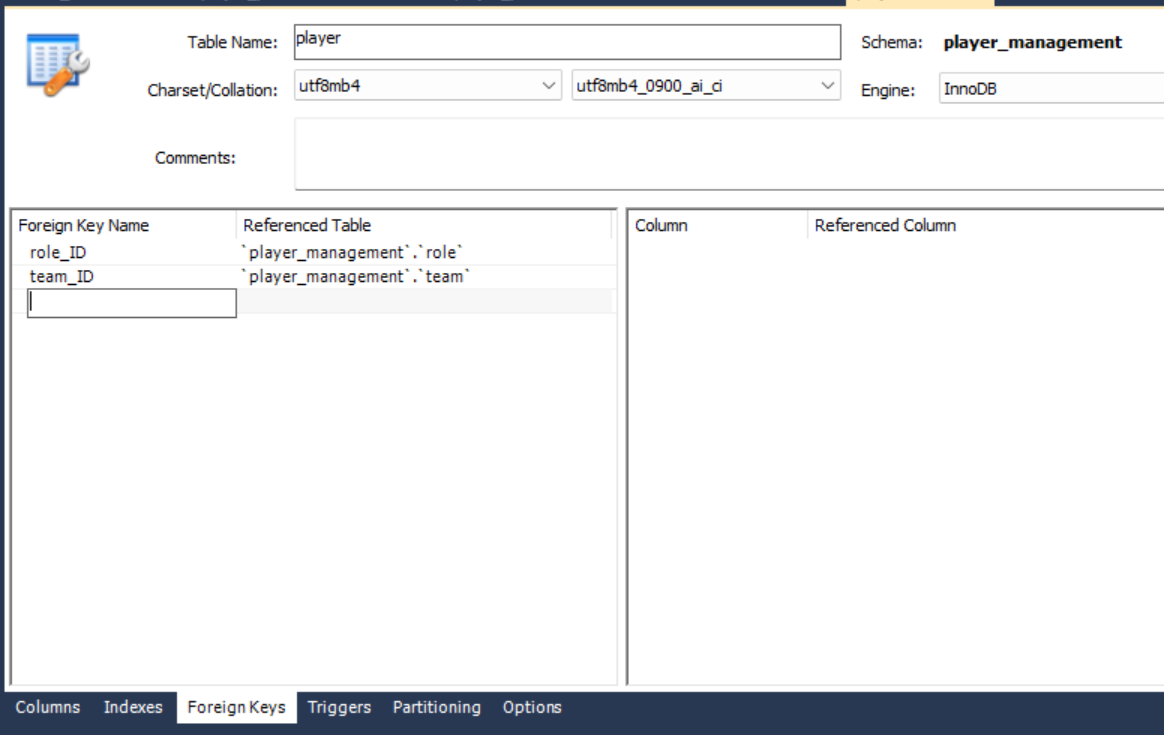 Table Name: player Schema: player_management
Charset/Collation: utf8mb4 utf8mb4_0900_ai_ci Engine: InnoDB
Comments:
Foreign Key Name Referenced Table Column Referenced Column
role_ID `player_management`.`role`
team_ID `player_management`.`team`
Columns Indexes Foreign Keys Triggers Partitioning Options